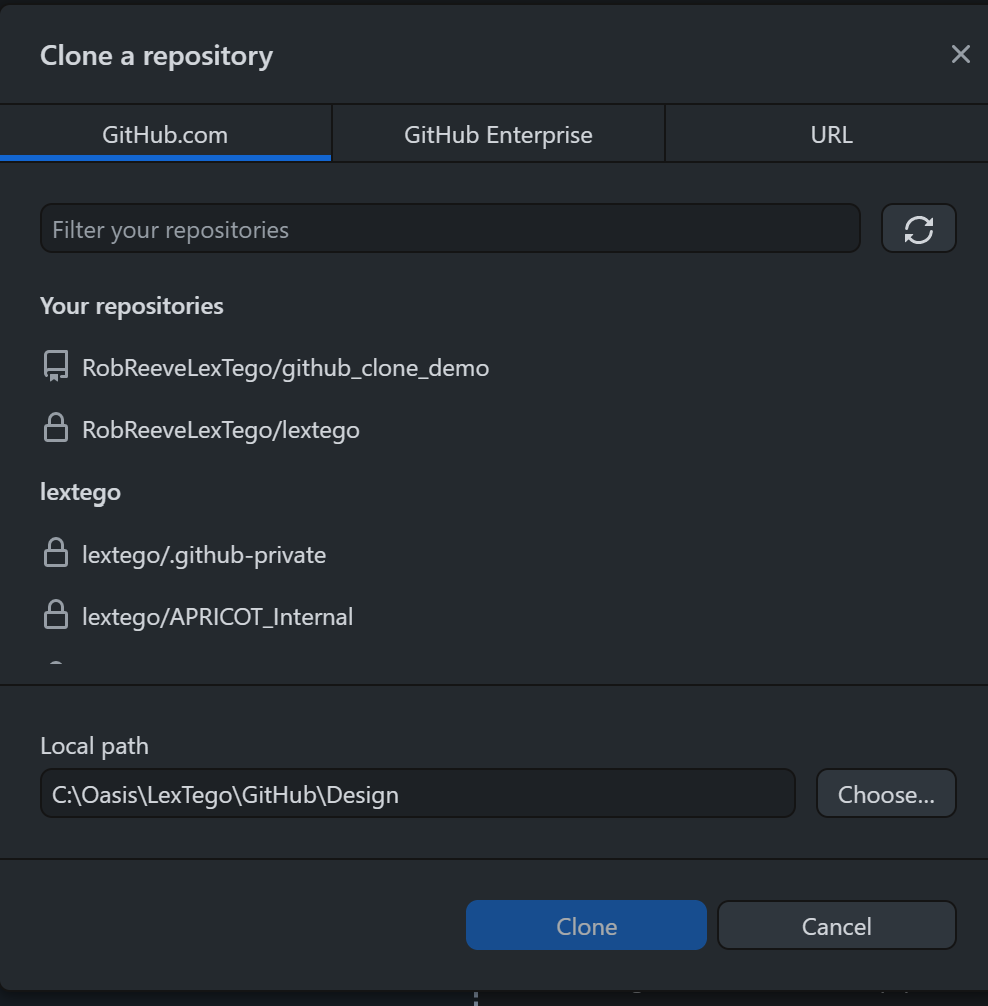 Clone a repository
GitHub.com
GitHub Enterprise
URL
Filter your repositories
Your repositories
RobReeveLexTego/github_clone_demo
RobReeveLexTego/lextego
lextego
lextego/.github-private
lextego/APRICOT_Internal
Local path
C:\Oasis\LexTego\GitHub\Design
Choose...
Clone
Cancel